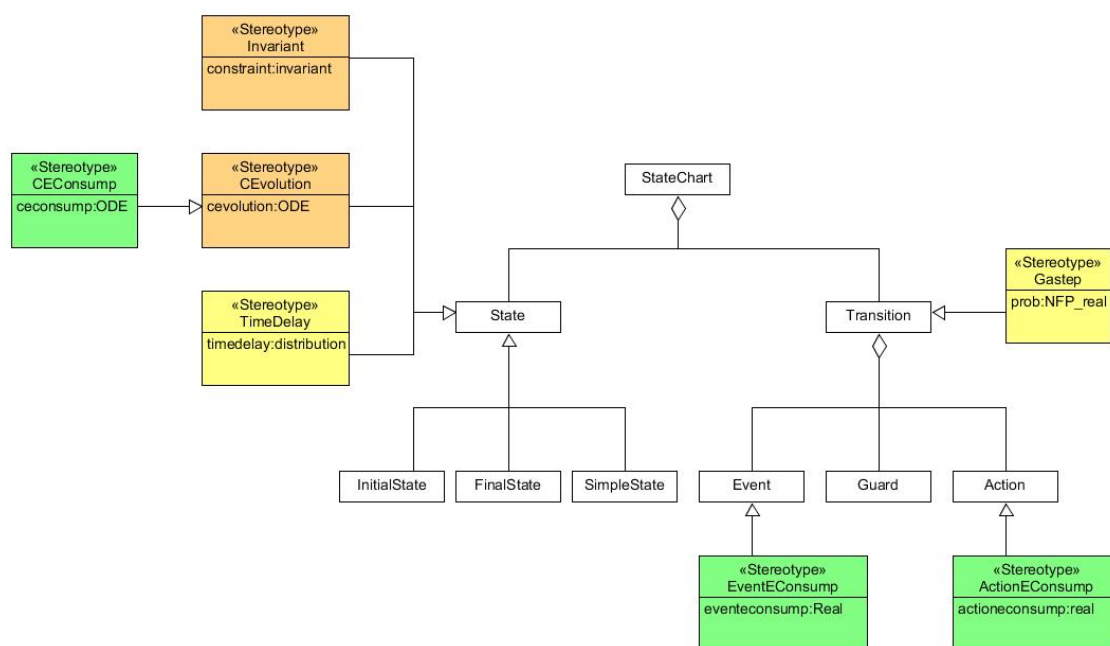 «Stereotype»
Invariant
constraint:invariant
«Stereotype»
CEConsump
ceconsump:ODE
«Stereotype»
CEvolution
cevolution:ODE
StateChart
«Stereotype»
TimeDelay
timedelay:distribution
State
Transition
«Stereotype»
Gastep
prob:NFP_real
InitialState
FinalState
SimpleState
Event
Guard
Action
«Stereotype»
EventEConsump
eventeconsump:Real
«Stereotype»
ActionEConsump
actioneconsump:real